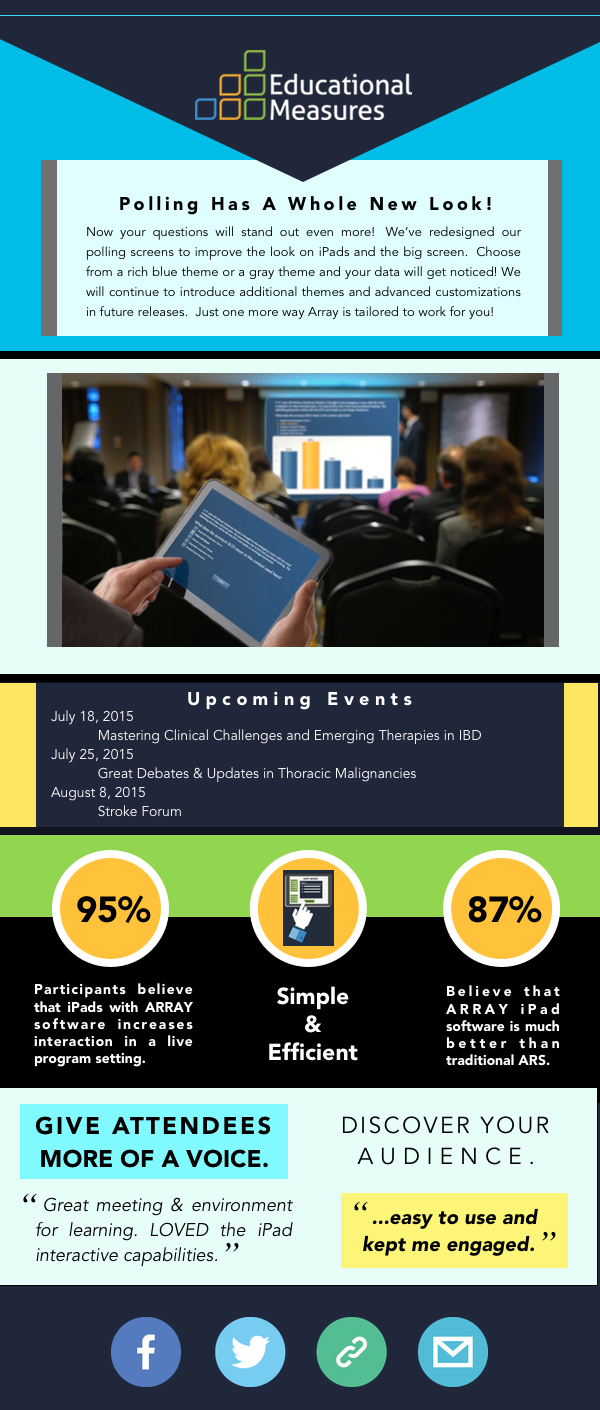 Educational
Measures
Polling Has A Whole New Look!
Now your questions will stand out even more! We've redesigned our
polling screens to improve the look on iPads and the big screen. Choose
from a rich blue theme or a gray theme and your data will get noticed! We
will continue to introduce additional themes and advanced customizations
in future releases. Just one more way Array is tailored to work for you!
Upcoming Events
July 18, 2015
Mastering Clinical Challenges and Emerging Therapies in IBD
July 25, 2015
Great Debates & Updates in Thoracic Malignancies
August 8, 2015
Stroke Forum
95%
87%
Participants believe
that iPads with ARRAY
software increases
interaction in a live
program setting.
Simple
&
Efficient
Believe that
ARRAY iPad
software is much
better than
traditional ARS.
GIVE ATTENDEES
MORE OF A VOICE.
“ Great meeting & environment
for learning. LOVED the iPad
interactive capabilities. ”
DISCOVER YOUR
AUDIENCE.
“ ...easy to use and
kept me engaged. ”